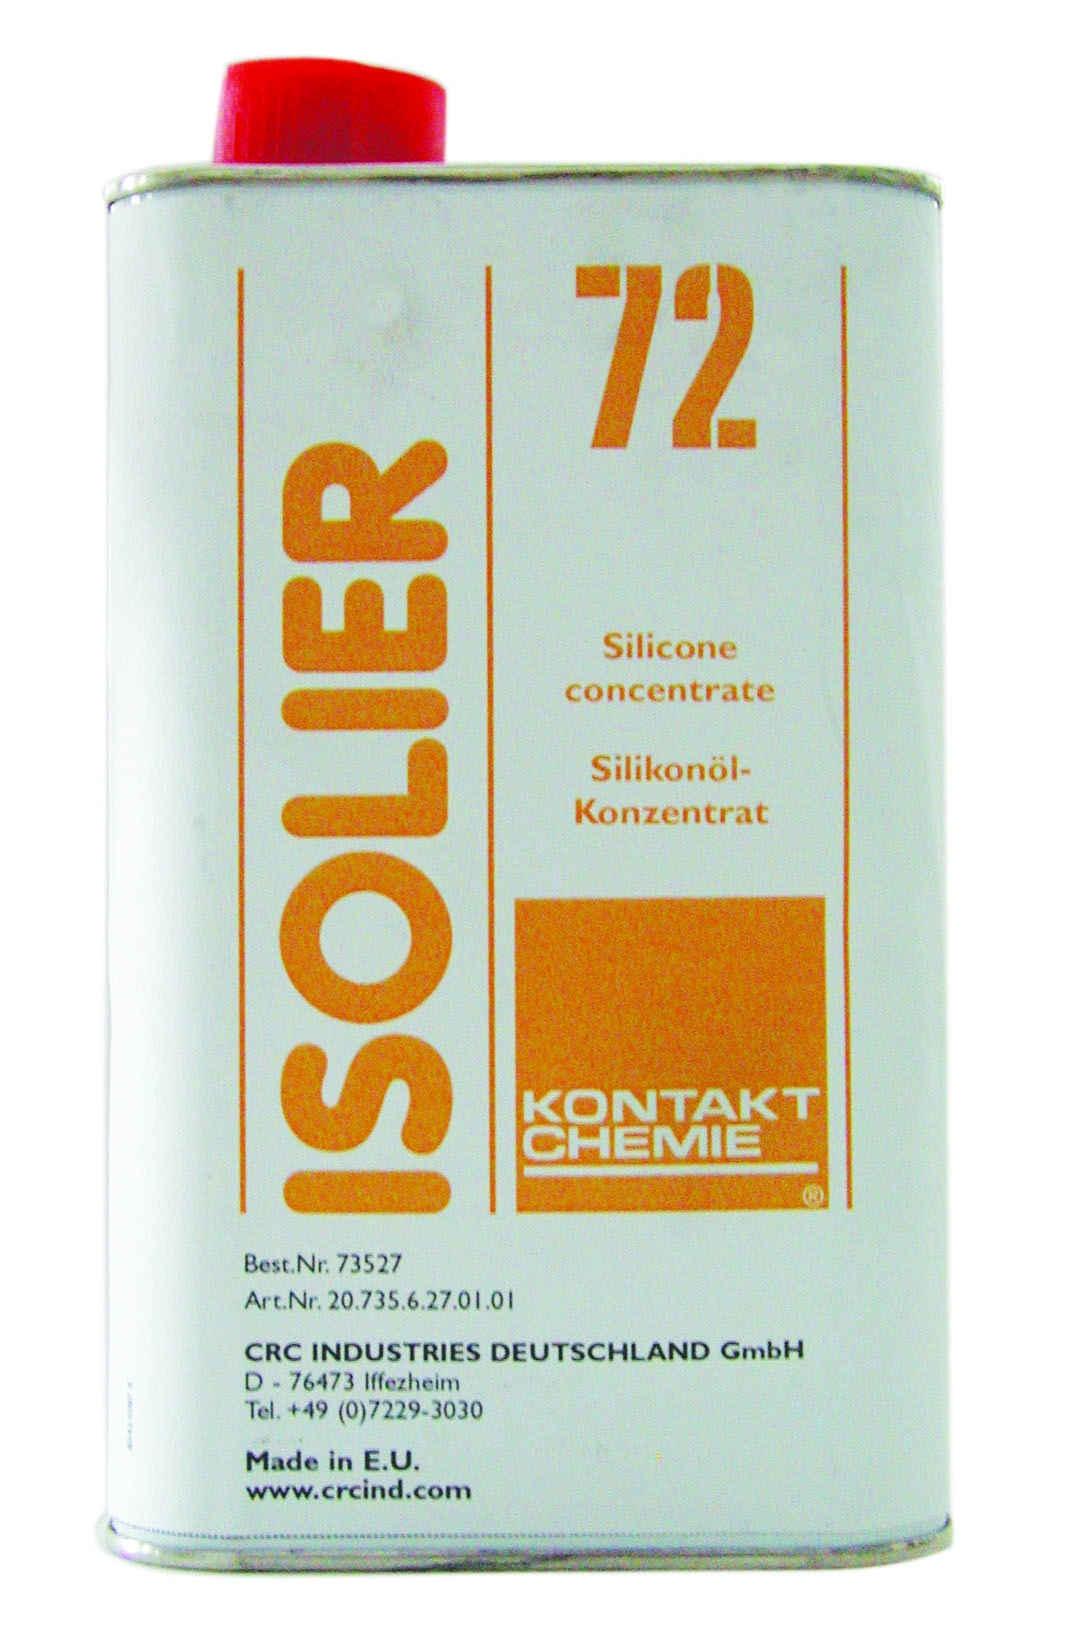 ISOLIER
72
Silicone
concentrate
Silikonöl-
Konzentrat
KONTAKT
CHEMIE
®
Best.Nr. 73527
Art.Nr. 20.735.6.27.01.01
CRC INDUSTRIES DEUTSCHLAND GmbH
D - 76473 Iffezheim
Tel. +49 (0)7229-3030
Made in E.U.
www.crcind.com